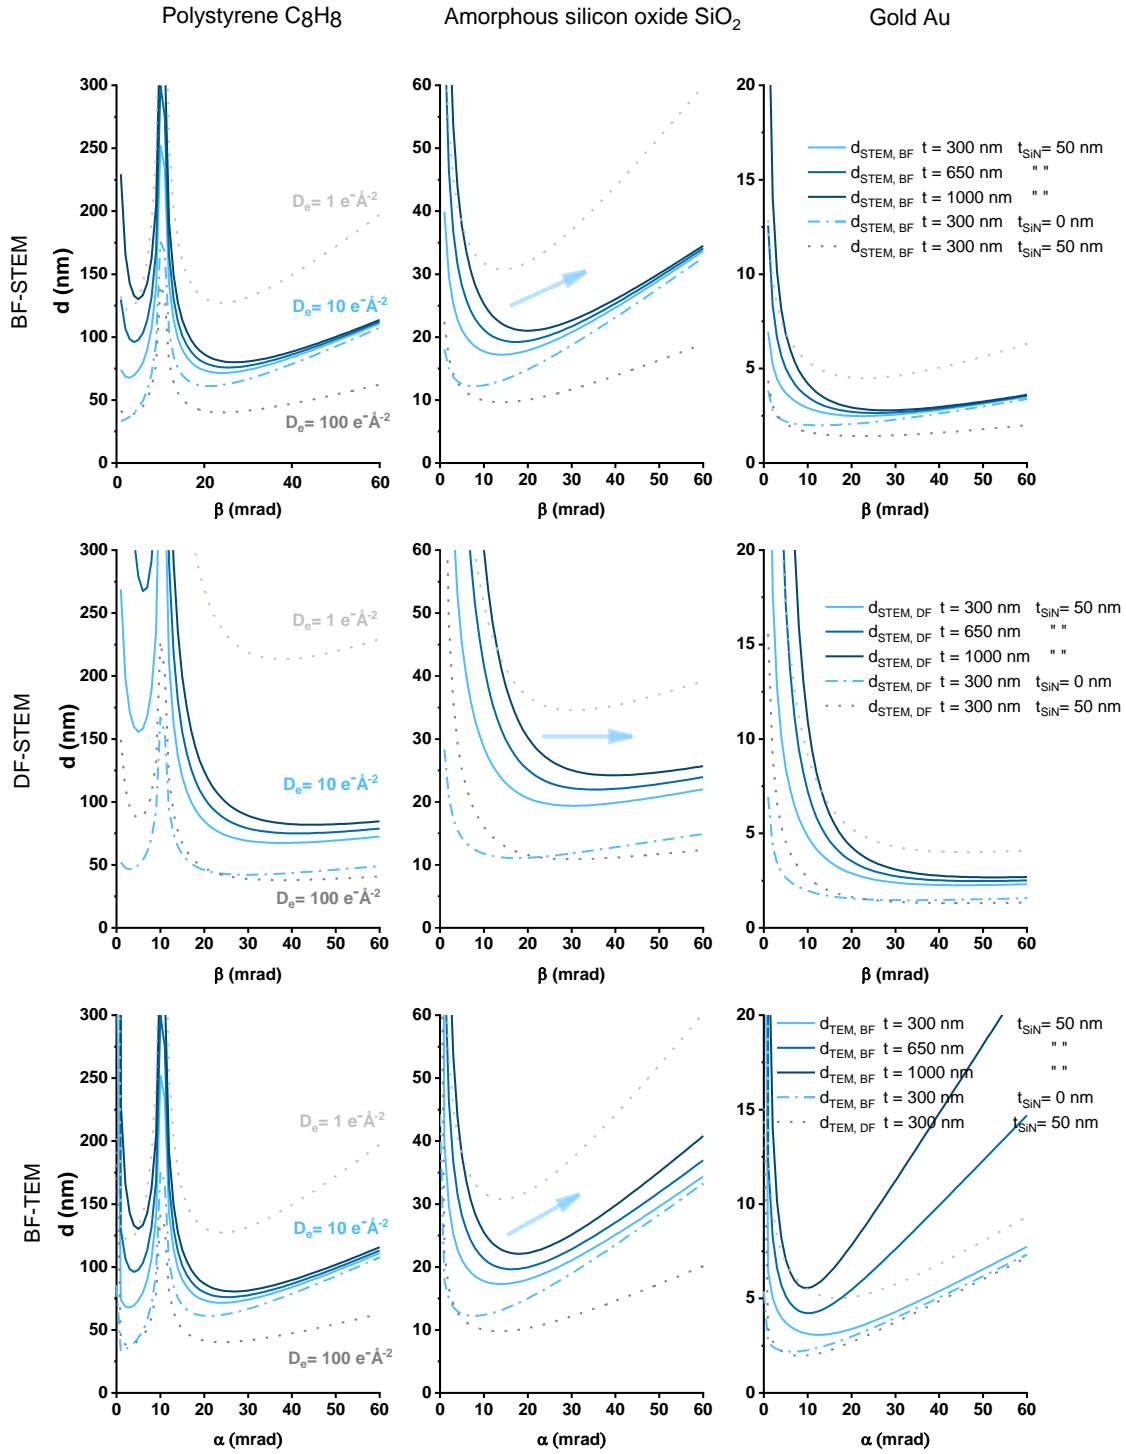 Polystyrene C8H8
Amorphous silicon oxide SiO2
Gold Au
BF-STEM
d (nm)
300
250
200
150
100
50
0
0 10 20 40 60
β (mrad)
De= 1 e-Å-2
De= 10 e-Å-2
De= 100 e-Å-2
60
50
40
30
20
10
0
0 10 20 30 40 50 60
β (mrad)
20
15
10
5
0
0 10 20 30 40 50 60
β (mrad)
dSTEM, BF t = 300 nm tSiN= 50 nm
dSTEM, BF t = 650 nm " "
dSTEM, BF t = 1000 nm " "
dSTEM, BF t = 300 nm tSiN= 0 nm
dSTEM, BF t = 300 nm tSiN= 50 nm
DF-STEM
d (nm)
300
250
200
150
100
50
0
0 10 20 30 40 50 60
β (mrad)
De= 1 e-Å-2
De= 10 e-Å-2
De= 100 e-Å-2
60
50
40
30
20
10
0
0 10 20 30 40 50 60
β (mrad)
20
15
10
5
0
0 10 20 30 40 50 60
β (mrad)
dSTEM, DF t = 300 nm tSiN= 50 nm
dSTEM, DF t = 650 nm " "
dSTEM, DF t = 1000 nm " "
dSTEM, DF t = 300 nm tSiN= 0 nm
dSTEM, DF t = 300 nm tSiN= 50 nm
BF-TEM
d (nm)
300
250
200
150
100
50
0
0 10 20 30 40 50 60
α (mrad)
De= 1 e-Å-2
De= 10 e-Å-2
De= 100 e-Å-2
60
50
40
30
20
10
0
0 10 20 30 40 50 60
α (mrad)
20
15
10
5
0
0 10 20 30 40 50 60
α (mrad)
dTEM, BF t = 300 nm tSiN= 50 nm
dTEM, BF t = 650 nm " "
dTEM, BF t = 1000 nm " "
dTEM, BF t = 300 nm tSiN= 0 nm
dTEM, DF t = 300 nm tSiN= 50 nm